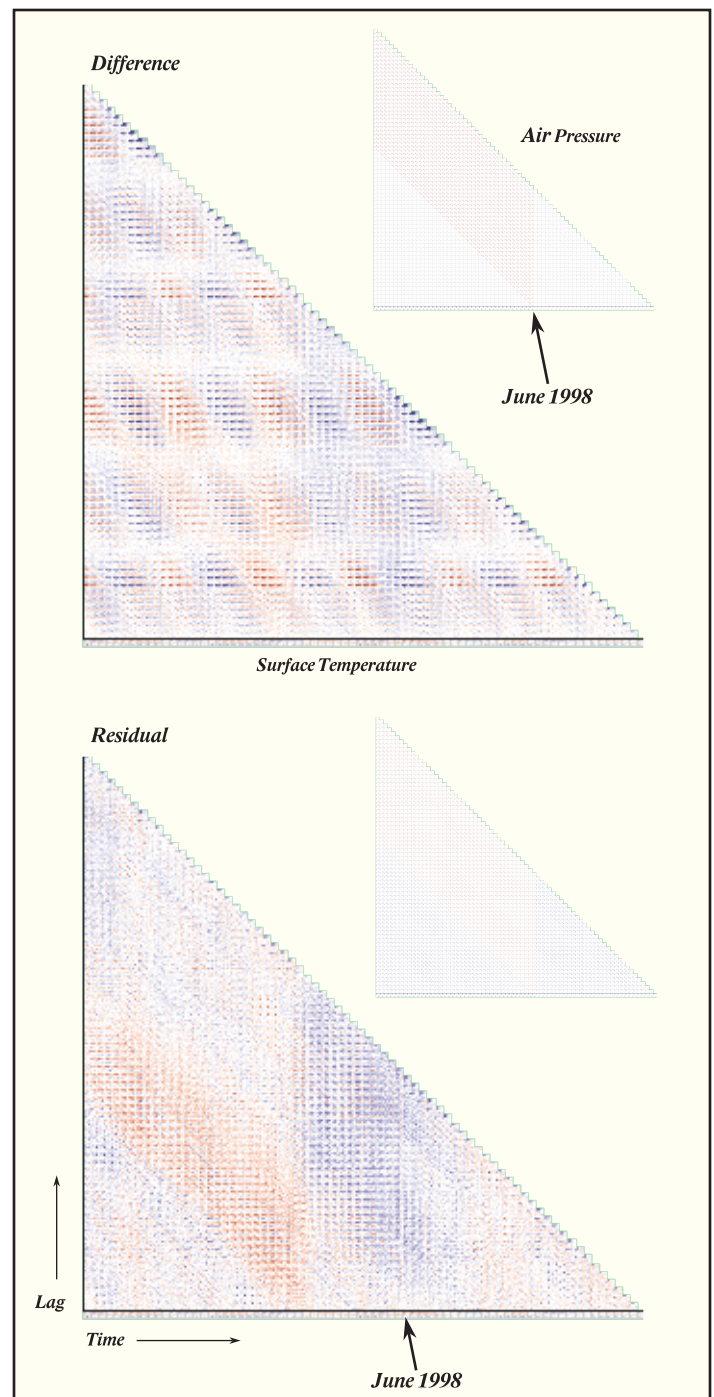 Difference
Air Pressure
June 1998
Surface Temperature
Residual
Lag
Time
June 1998